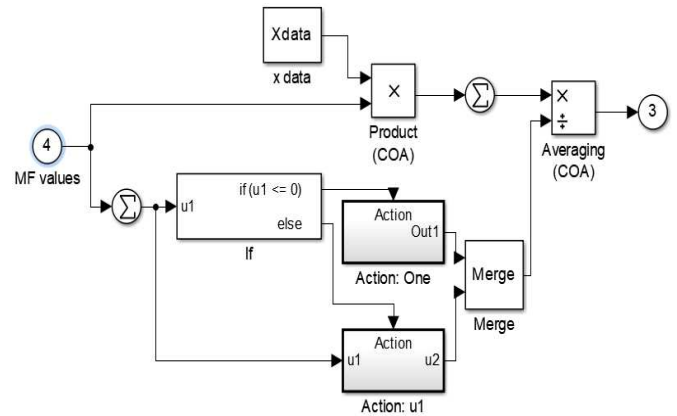 Xdata
x data
×
Product
(COA)
Σ
×
÷
Averaging
(COA)
3
4
MF values
Σ
u1
if(u1 <= 0)
else
If
Action
Out1
Action: One
Merge
Merge
Action
u1
u2
Action: u1